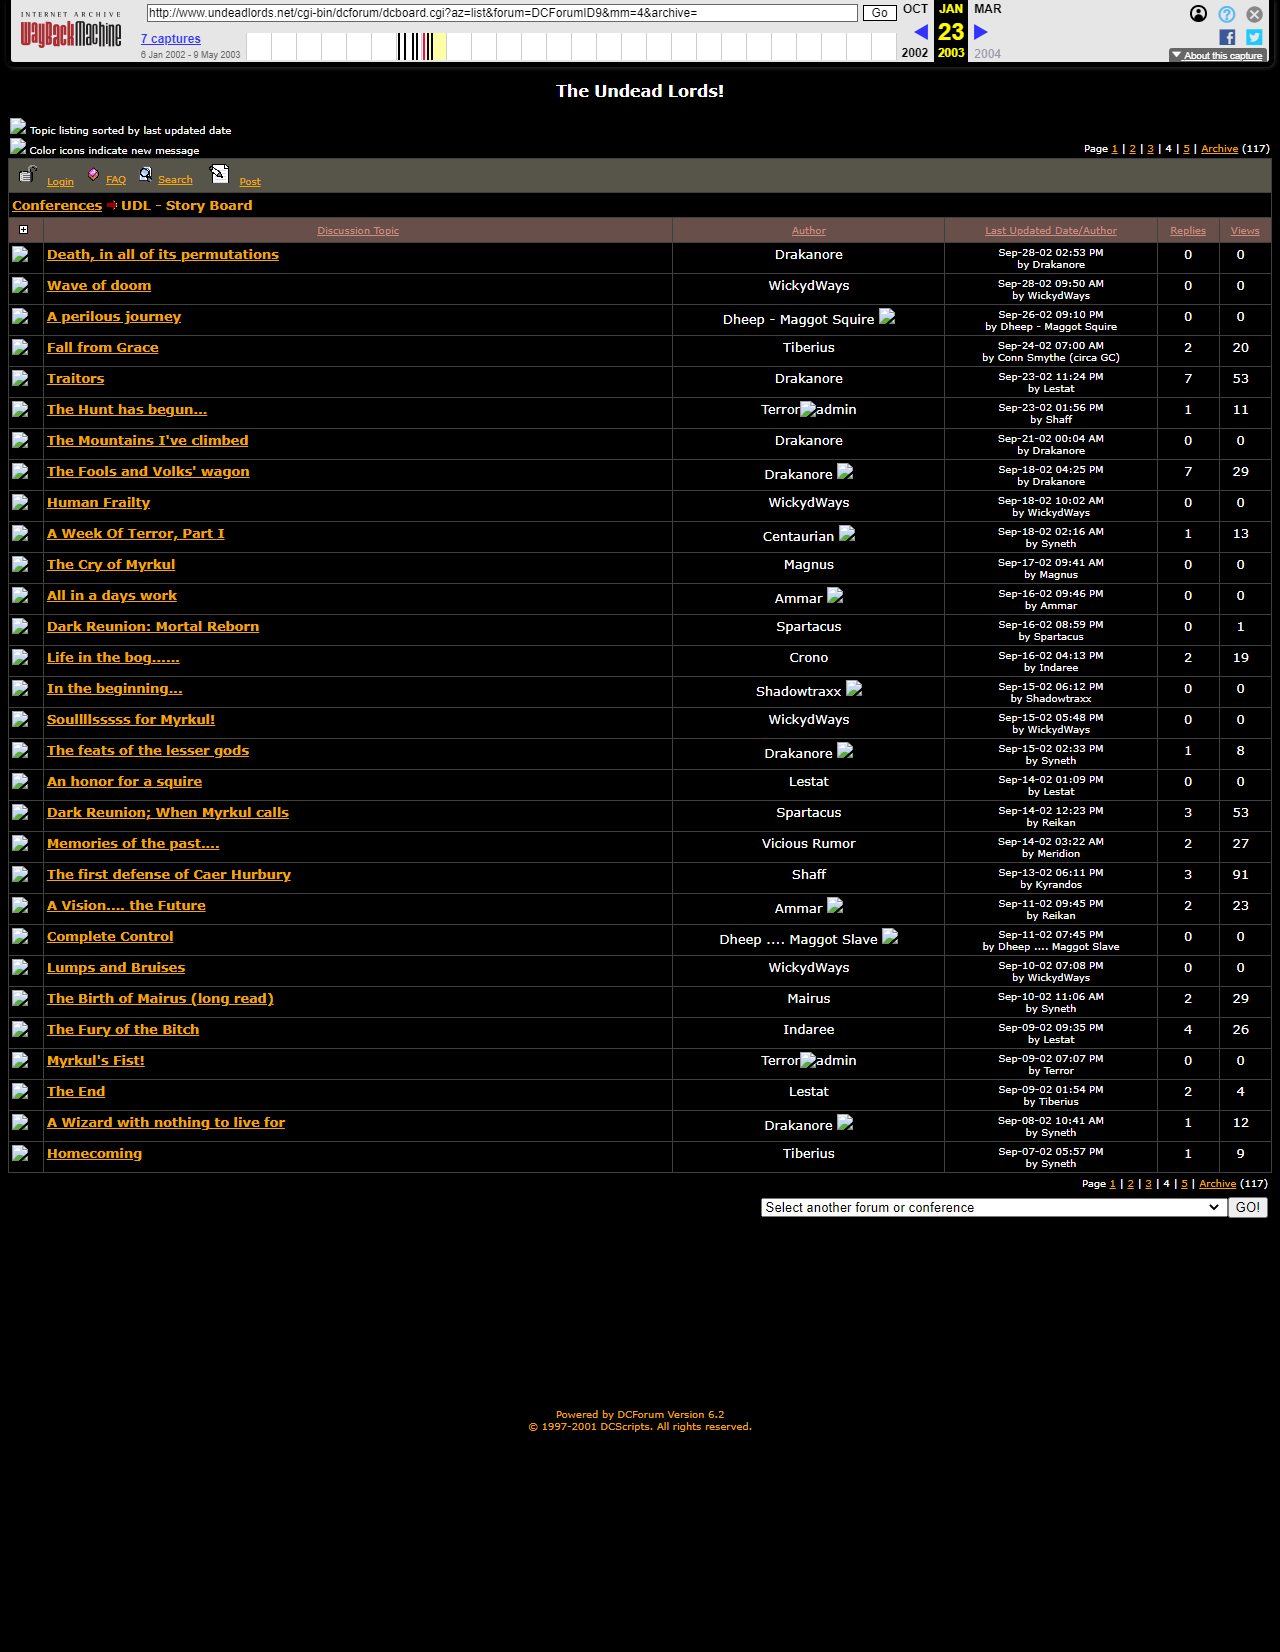 INTERNET ARCHIVE
WayBackMachine
http://www.undeadlords.net/cgi-bin/dcforum/dcboard.cgi?az=list&forum=DCForumID9&mm=4&archive=
Go
OCT JAN MAR
7 captures
23
6 Jan 2002 - 9 May 2003
2002 2003 2004
About this capture
The Undead Lords!
Topic listing sorted by last updated date
Color icons indicate new message
Page 1 | 2 | 3 | 4 | 5 | Archive (117)
Login FAQ Search Post
Conferences UDL - Story Board
Discussion Topic Author Last Updated Date/Author Replies Views
Death, in all of its permutations Drakanore Sep-28-02 02:53 PM 0 0
by Drakanore
Wave of doom WickydWays Sep-28-02 09:50 AM 0 0
by WickydWays
A perilous journey Dheep - Maggot Squire Sep-26-02 09:10 PM 0 0
by Dheep - Maggot Squire
Fall from Grace Tiberius Sep-24-02 07:00 AM 2 20
by Conn Smythe (circa GC)
Traitors Drakanore Sep-23-02 11:24 PM 7 53
by Lestat
The Hunt has begun... Terror admin Sep-23-02 01:56 PM 1 11
by Shaff
The Mountains I've climbed Drakanore Sep-21-02 00:04 AM 0 0
by Drakanore
The Fools and Volks' wagon Drakanore Sep-18-02 04:25 PM 7 29
by Drakanore
Human Frailty WickydWays Sep-18-02 10:02 AM 0 0
by WickydWays
A Week Of Terror, Part I Centaurian Sep-18-02 02:16 AM 1 13
by Syneth
The Cry of Myrkul Magnus Sep-17-02 09:41 AM 0 0
by Magnus
All in a days work Ammar Sep-16-02 09:46 PM 0 0
by Ammar
Dark Reunion: Mortal Reborn Spartacus Sep-16-02 08:59 PM 0 1
by Spartacus
Life in the bog...... Crono Sep-16-02 04:13 PM 2 19
by Indaree
In the beginning... Shadowtraxx Sep-15-02 06:12 PM 0 0
by Shadowtraxx
Soullllsssss for Myrkul! WickydWays Sep-15-02 05:48 PM 0 0
by WickydWays
The feats of the lesser gods Drakanore Sep-15-02 02:33 PM 1 8
by Syneth
An honor for a squire Lestat Sep-14-02 01:09 PM 0 0
by Lestat
Dark Reunion; When Myrkul calls Spartacus Sep-14-02 12:23 PM 3 53
by Reikan
Memories of the past.... Vicious Rumor Sep-14-02 03:22 AM 2 27
by Meridion
The first defense of Caer Hurbury Shaff Sep-13-02 06:11 PM 3 91
by Kyrandos
A Vision.... the Future Ammar Sep-11-02 09:45 PM 2 23
by Reikan
Complete Control Dheep .... Maggot Slave Sep-11-02 07:45 PM 0 0
by Dheep .... Maggot Slave
Lumps and Bruises WickydWays Sep-10-02 07:08 PM 0 0
by WickydWays
The Birth of Mairus (long read) Mairus Sep-10-02 11:06 AM 2 29
by Syneth
The Fury of the Bitch Indaree Sep-09-02 09:35 PM 4 26
by Lestat
Myrkul's Fist! Terror admin Sep-09-02 07:07 PM 0 0
by Terror
The End Lestat Sep-09-02 01:54 PM 2 4
by Tiberius
A Wizard with nothing to live for Drakanore Sep-08-02 10:41 AM 1 12
by Syneth
Homecoming Tiberius Sep-07-02 05:57 PM 1 9
by Syneth
Page 1 | 2 | 3 | 4 | 5 | Archive (117)
Select another forum or conference GO!
Powered by DCForum Version 6.2
© 1997-2001 DCScripts. All rights reserved.